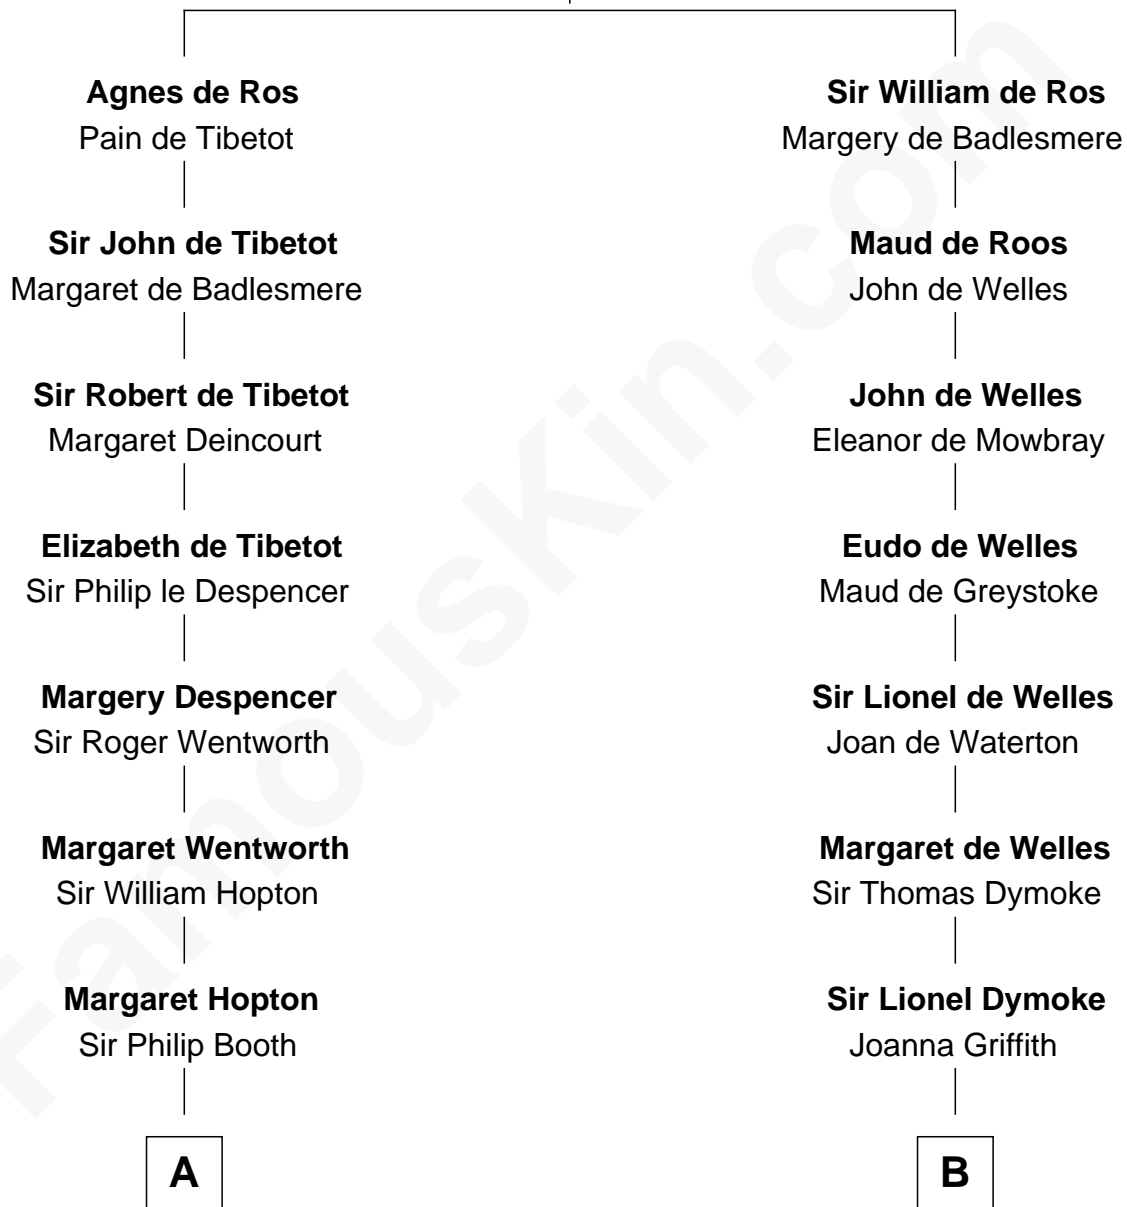 Agnes de Ros
Pain de Tibetot
Sir John de Tibetot
Margaret de Badlesmere
Sir Robert de Tibetot
Margaret Deincourt
Elizabeth de Tibetot
Sir Philip le Despencer
Margery Despencer
Sir Roger Wentworth
Margaret Wentworth
Sir William Hopton
Margaret Hopton
Sir Philip Booth
A
Sir William de Ros
Margery de Badlesmere
Maud de Roos
John de Welles
John de Welles
Eleanor de Mowbray
Eudo de Welles
Maud de Greystoke
Sir Lionel de Welles
Joan de Waterton
Margaret de Welles
Sir Thomas Dymoke
Sir Lionel Dymoke
Joanna Griffith
B
FamousKin.com